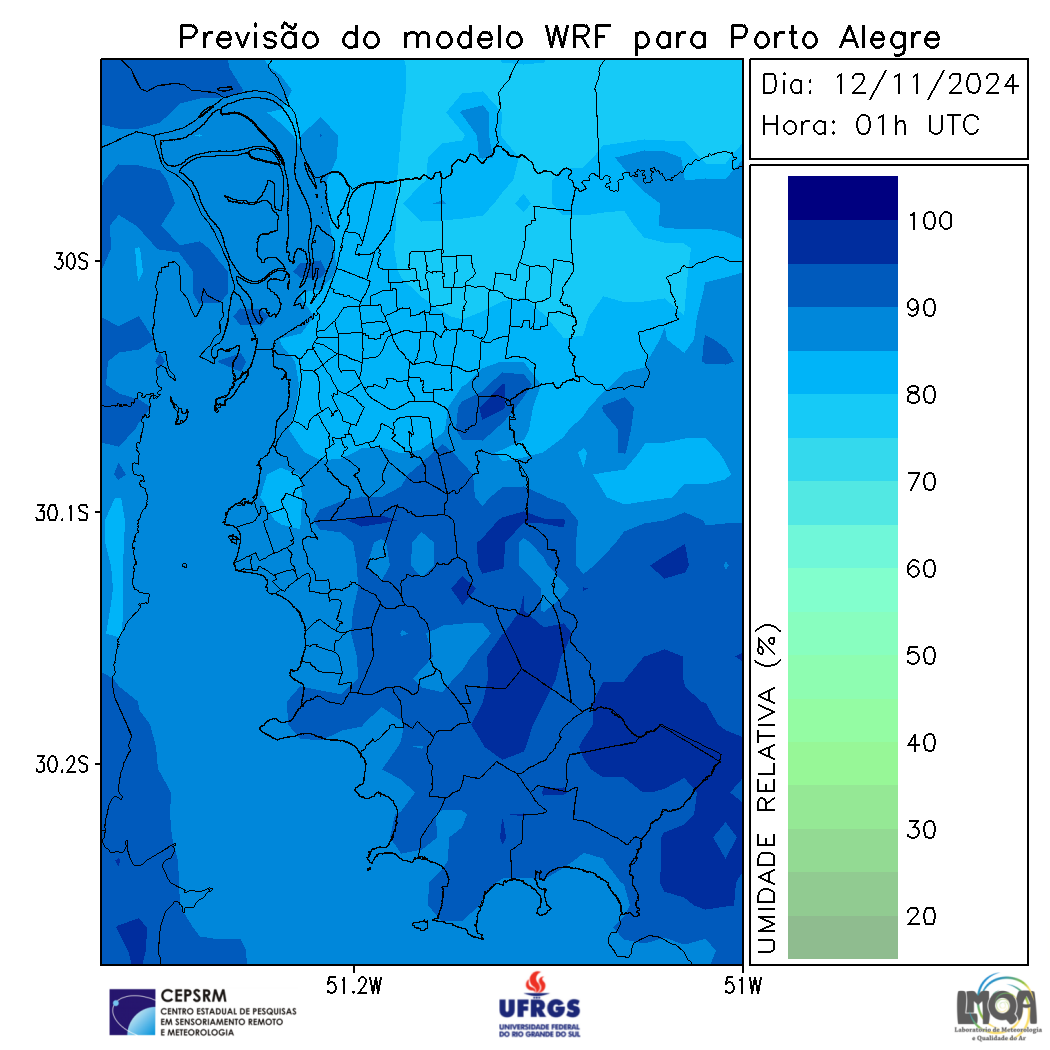 Previsão do modelo WRF para Porto Alegre
Dia: 12/11/2024
Hora: 01h UTC
30S
30.1S
30.2S
51.2W
51W
100
90
80
70
60
50
40
30
20
UMIDADE RELATIVA (%)
CEPSRM
CENTRO ESTADUAL DE PESQUISAS
EM SENSORIAMENTO REMOTO
E METEOROLOGIA
UFRGS
UNIVERSIDADE FEDERAL
DO RIO GRANDE DO SUL
LMQA
Laboratório de Meteorologia
e Qualidade do Ar